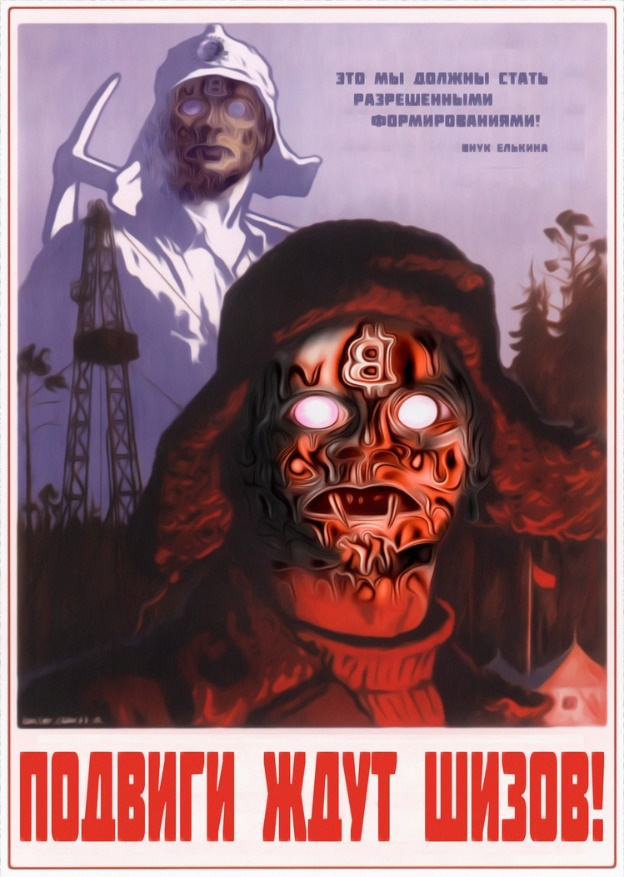 ЭТО МЫ ДОЛЖНЫ СТАТЬ
РАЗРЕШЕННЫМИ
ФОРМИРОВАНИЯМИ!
ВНУК ЕЛЬКИНА
ПОДВИГИ ЖДУТ ШИЗОВ!